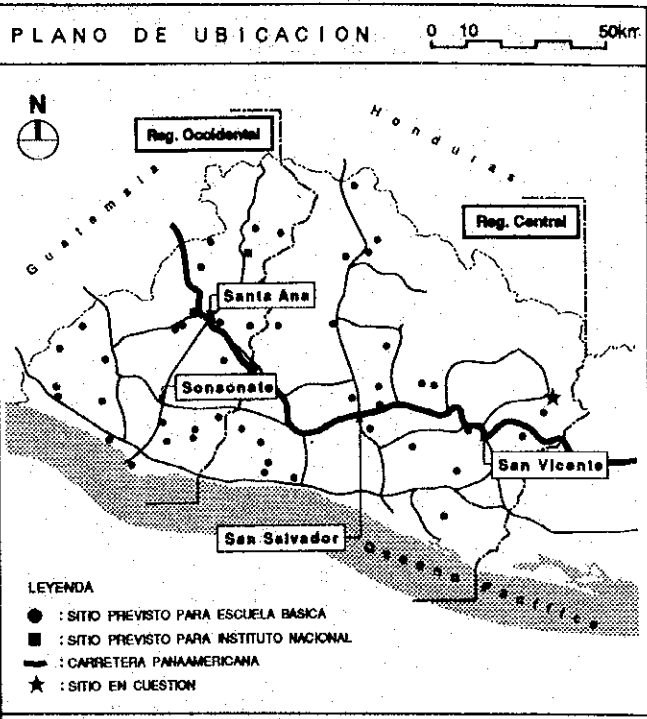 PLANO DE UBICACION
0 10 50km
N
Reg. Occidental
Honduras
Guatemala
Reg. Central
Santa Ana
Sonsonate
San Vicente
San Salvador
Oceano Pacifico
LEYENDA
● : SITIO PREVISTO PARA ESCUELA BASICA
■ : SITIO PREVISTO PARA INSTITUTO NACIONAL
: CARRETERA PANAAMERICANA
★ : SITIO EN CUESTION